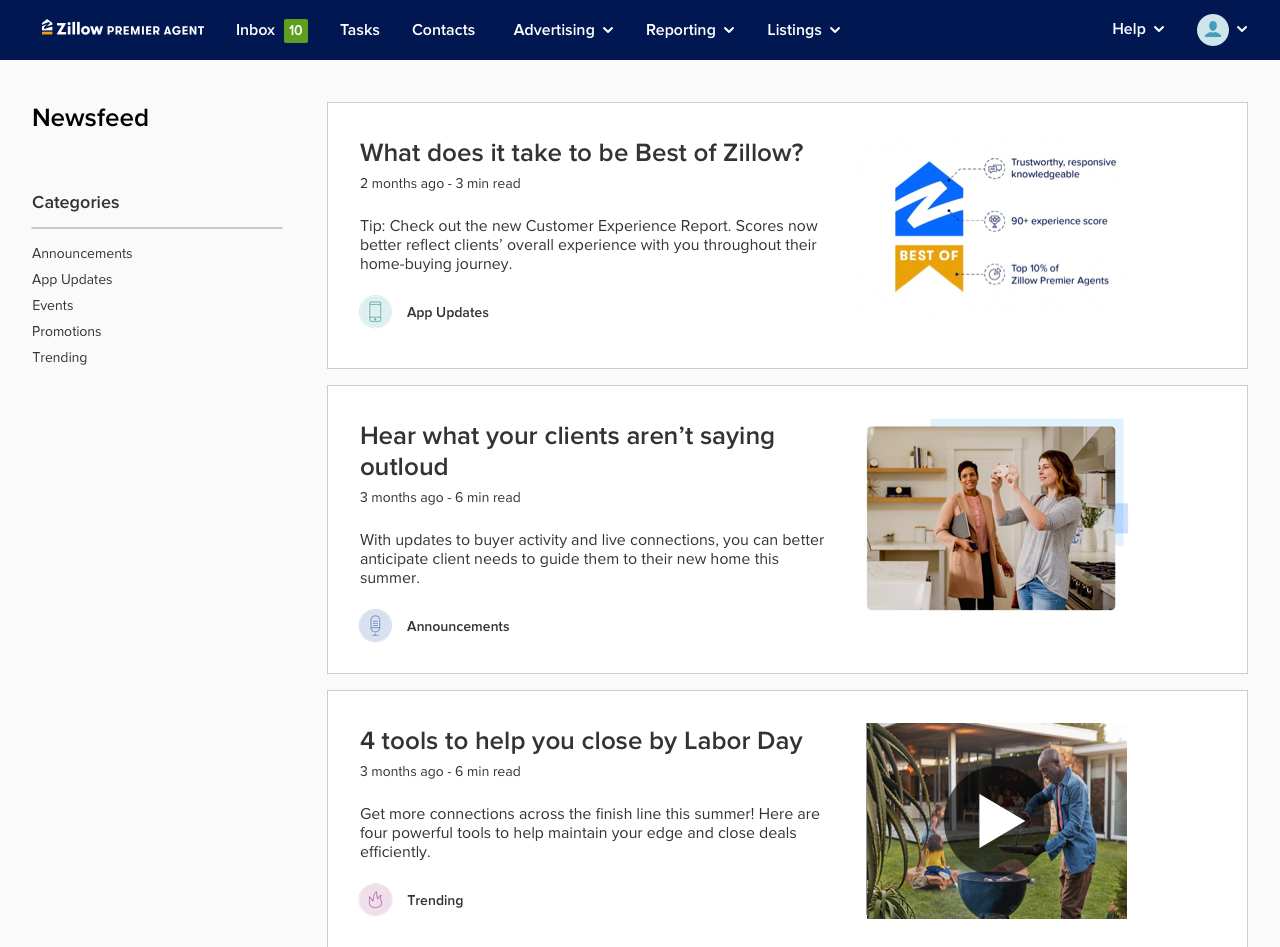 Zillow PREMIER AGENT
Inbox 10
Tasks
Contacts
Advertising
Reporting
Listings
Help
Newsfeed
Categories
Announcements
App Updates
Events
Promotions
Trending
What does it take to be Best of Zillow?
2 months ago - 3 min read
Tip: Check out the new Customer Experience Report. Scores now
better reflect clients’ overall experience with you throughout their
home-buying journey.
App Updates
BEST OF
Trustworthy, responsive
knowledgeable
90+ experience score
Top 10% of
Zillow Premier Agents
Hear what your clients aren’t saying
outloud
3 months ago - 6 min read
With updates to buyer activity and live connections, you can better
anticipate client needs to guide them to their new home this
summer.
Announcements
4 tools to help you close by Labor Day
3 months ago - 6 min read
Get more connections across the finish line this summer! Here are
four powerful tools to help maintain your edge and close deals
efficiently.
Trending